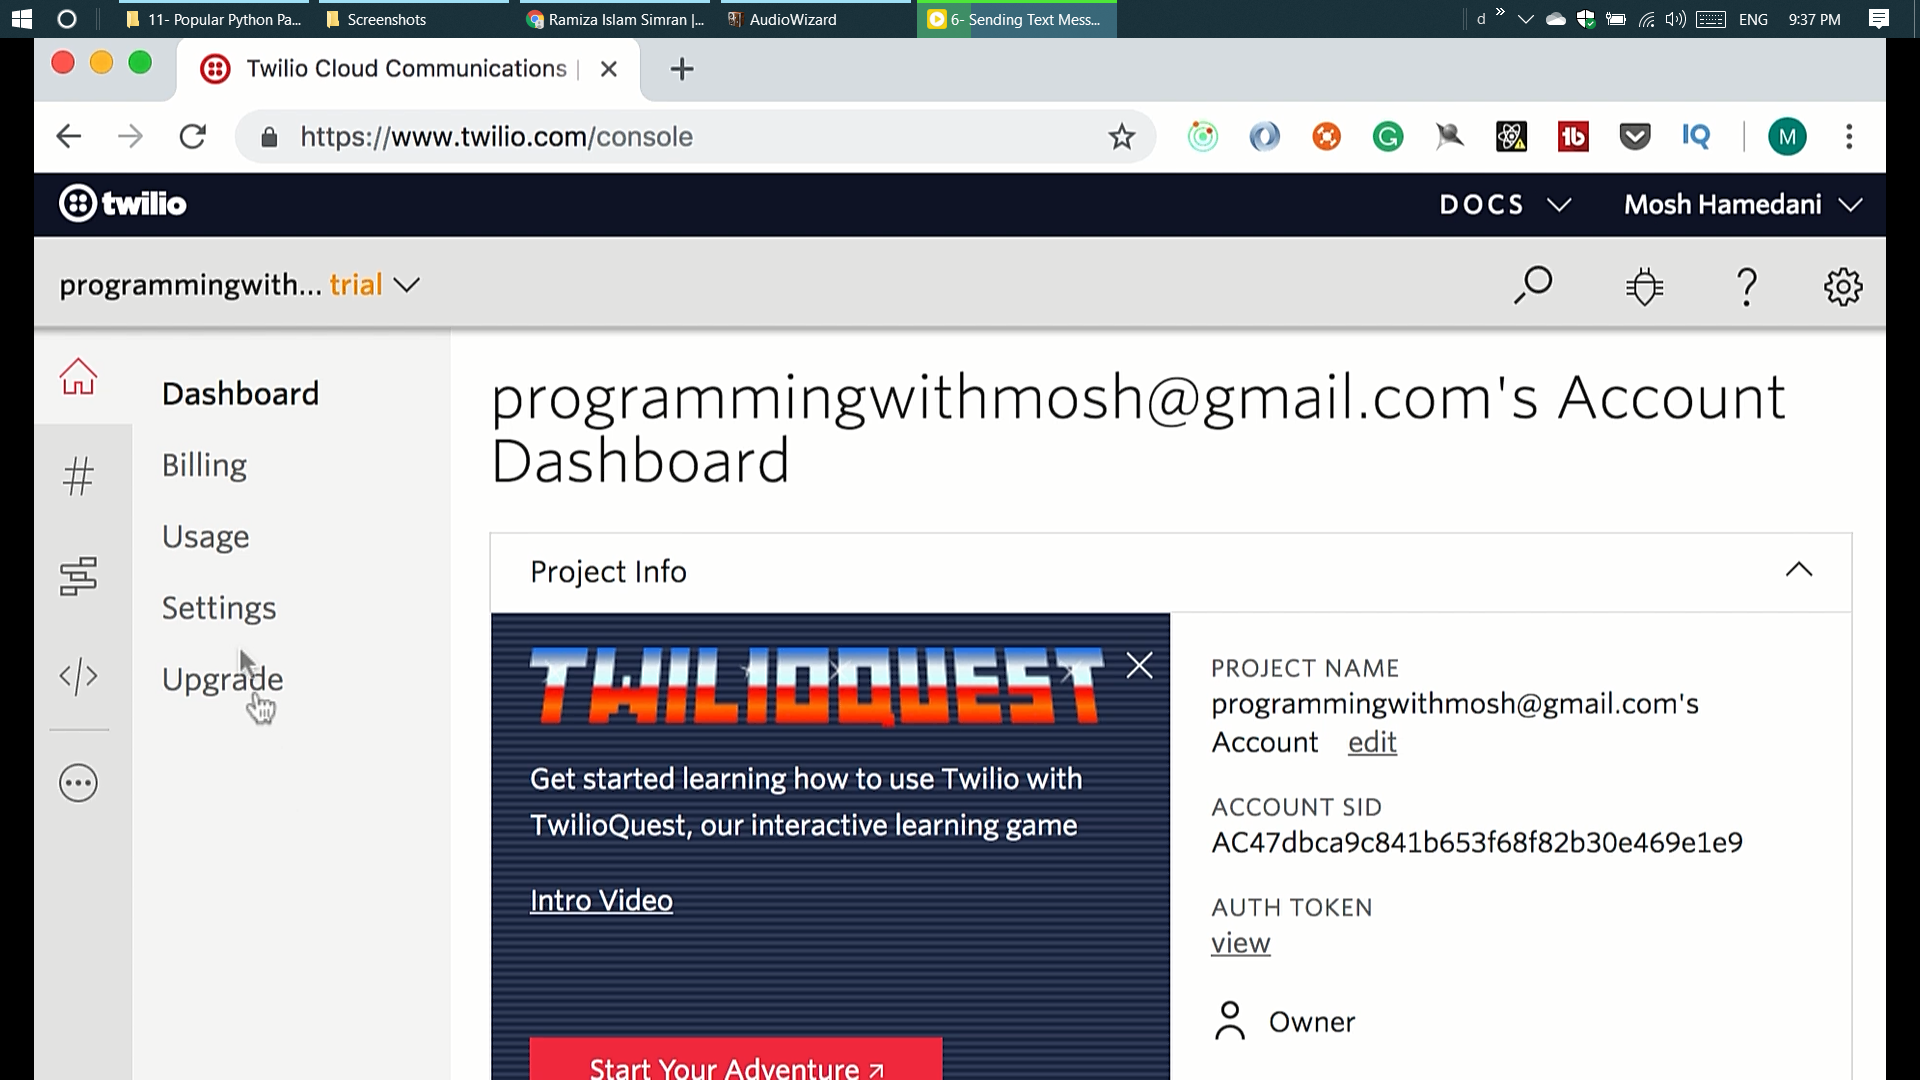 11- Popular Python Pa...
Screenshots
Ramiza Islam Simran |...
AudioWizard
6- Sending Text Mess...
d
ENG
9:37 PM
Twilio Cloud Communications |
https://www.twilio.com/console
G
tb
IQ
M
twilio
DOCS
Mosh Hamedani
programmingwith... trial
?
Dashboard
Billing
Usage
Settings
Upgrade
#
</>
programmingwithmosh@gmail.com's Account
Dashboard
Project Info
TWILIOQUEST
Get started learning how to use Twilio with
TwilioQuest, our interactive learning game
Intro Video
Start Your Adventure ↗
PROJECT NAME
programmingwithmosh@gmail.com's
Account edit
ACCOUNT SID
AC47dbca9c841b653f68f82b30e469e1e9
AUTH TOKEN
view
Owner